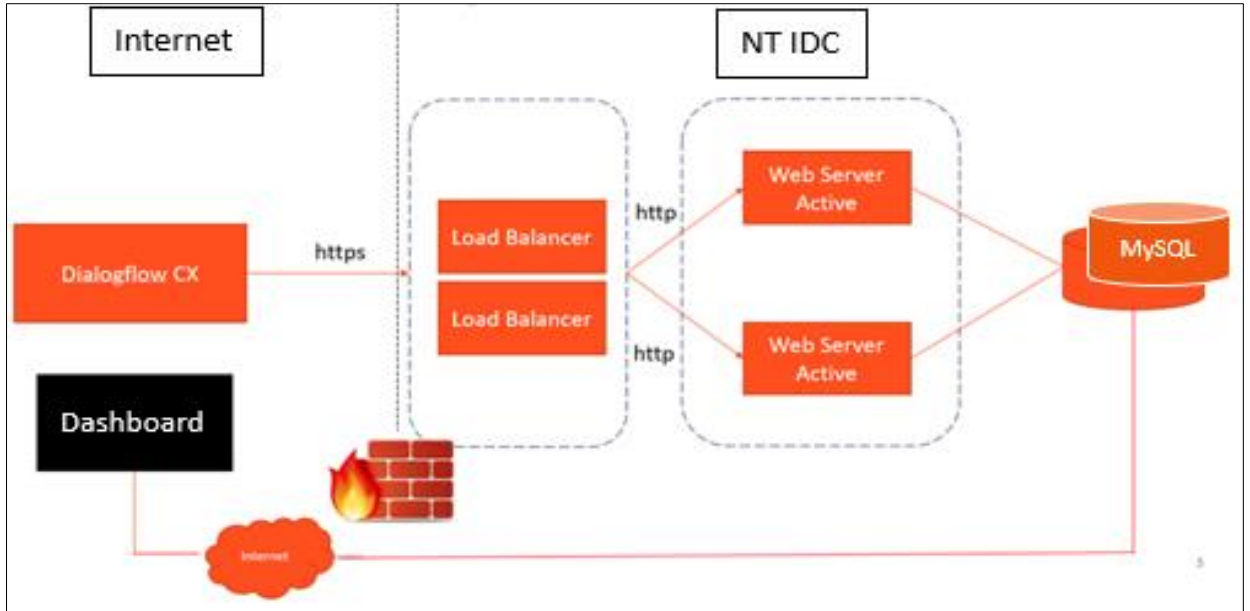 Internet
NT IDC
Dialogflow CX
https
Load Balancer
Load Balancer
http
http
Web Server
Active
Web Server
Active
MySQL
Dashboard
Internet